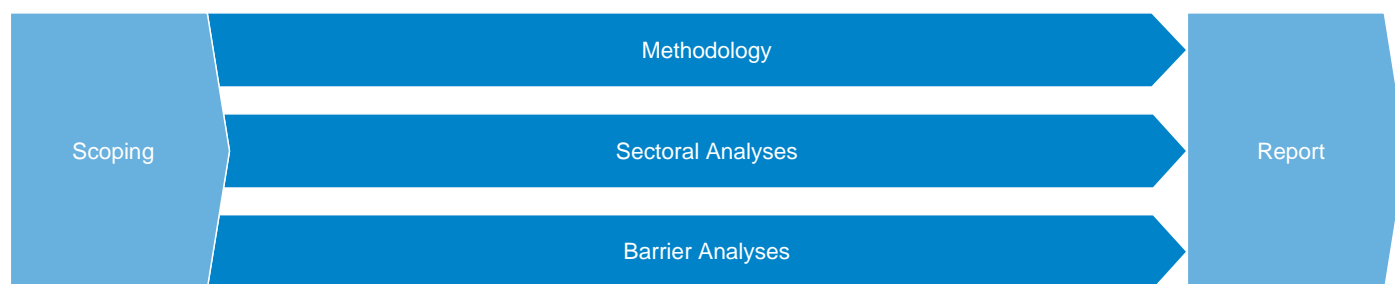 Scoping
Methodology
Sectoral Analyses
Barrier Analyses
Report